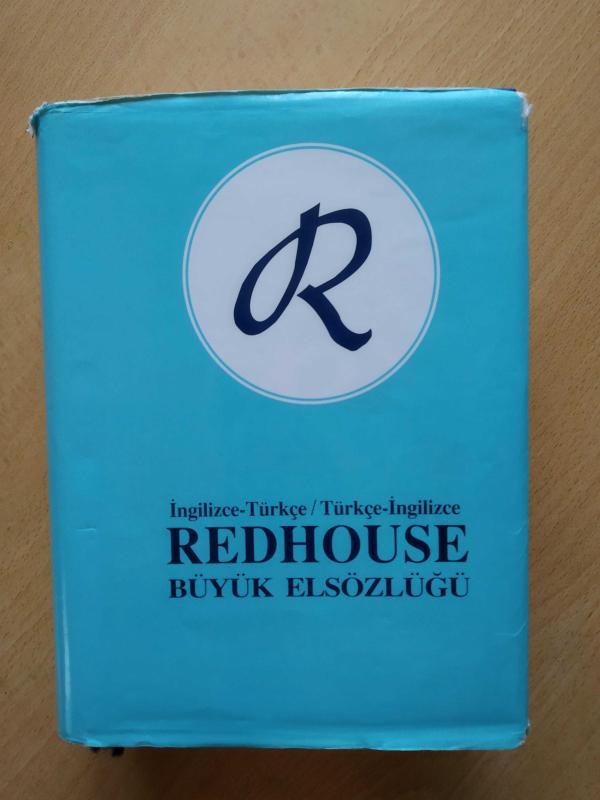 R
İngilizce-Türkçe / Türkçe-İngilizce
REDHOUSE
BÜYÜK ELSÖZLÜĞÜ